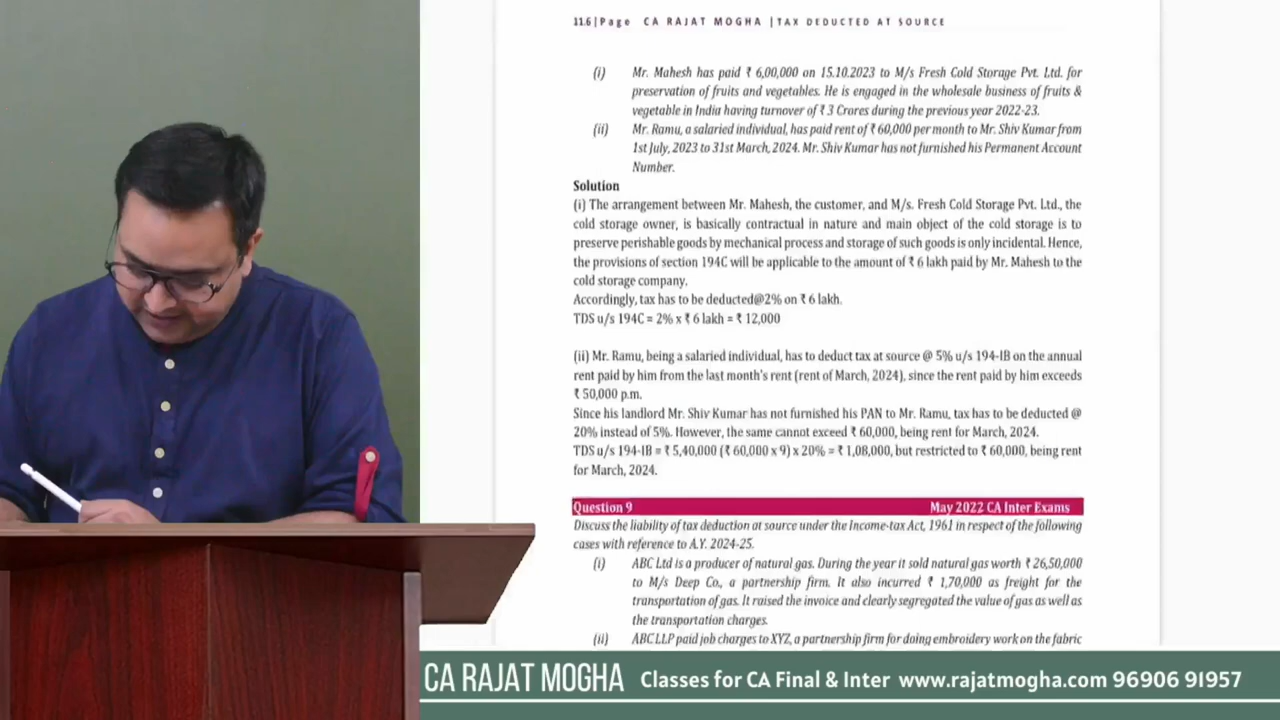 11.6|Page CA RAJAT MOGHA |TAX DEDUCTED AT SOURCE
(i) Mr. Mahesh has paid ₹ 6,00,000 on 15.10.2023 to M/s Fresh Cold Storage Pvt. Ltd. for
preservation of fruits and vegetables. He is engaged in the wholesale business of fruits &
vegetable in India having turnover of ₹ 3 Crores during the previous year 2022-23.
(ii) Mr. Ramu, a salaried individual, has paid rent of ₹ 60,000 per month to Mr. Shiv Kumar from
1st July, 2023 to 31st March, 2024. Mr. Shiv Kumar has not furnished his Permanent Account
Number.
Solution
(i) The arrangement between Mr. Mahesh, the customer, and M/s. Fresh Cold Storage Pvt. Ltd., the
cold storage owner, is basically contractual in nature and main object of the cold storage is to
preserve perishable goods by mechanical process and storage of such goods is only incidental. Hence,
the provisions of section 194C will be applicable to the amount of ₹ 6 lakh paid by Mr. Mahesh to the
cold storage company.
Accordingly, tax has to be deducted@2% on ₹ 6 lakh.
TDS u/s 194C = 2% x ₹ 6 lakh = ₹ 12,000
(ii) Mr. Ramu, being a salaried individual, has to deduct tax at source @ 5% u/s 194-IB on the annual
rent paid by him from the last month's rent (rent of March, 2024), since the rent paid by him exceeds
₹ 50,000 p.m.
Since his landlord Mr. Shiv Kumar has not furnished his PAN to Mr. Ramu, tax has to be deducted @
20% instead of 5%. However, the same cannot exceed ₹ 60,000, being rent for March, 2024.
TDS u/s 194-IB = ₹ 5,40,000 (₹ 60,000 x 9) x 20% = ₹ 1,08,000, but restricted to ₹ 60,000, being rent
for March, 2024.
Question 9 May 2022 CA Inter Exams
Discuss the liability of tax deduction at source under the Income-tax Act, 1961 in respect of the following
cases with reference to A.Y. 2024-25.
(i) ABC Ltd is a producer of natural gas. During the year it sold natural gas worth ₹ 26,50,000
to M/s Deep Co., a partnership firm. It also incurred ₹ 1,70,000 as freight for the
transportation of gas. It raised the invoice and clearly segregated the value of gas as well as
the transportation charges.
(ii) ABC LLP paid job charges to XYZ, a partnership firm for doing embroidery work on the fabric
CA RAJAT MOGHA Classes for CA Final & Inter www.rajatmogha.com 96906 91957